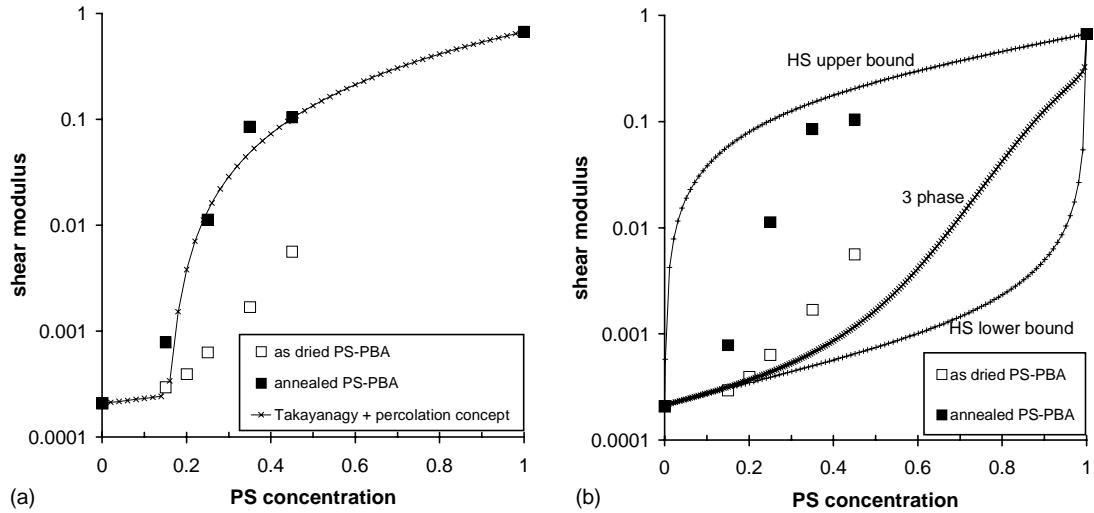 1
0.1
0.01
0.001
0.0001
shear modulus
□ as dried PS-PBA
■ annealed PS-PBA
Takayanagy + percolation concept
0 0.2 0.4 0.6 0.8 1
(a) PS concentration
1
0.1
0.01
0.001
0.0001
shear modulus
HS upper bound
3 phase
HS lower bound
□ as dried PS-PBA
■ annealed PS-PBA
0 0.2 0.4 0.6 0.8 1
(b) PS concentration